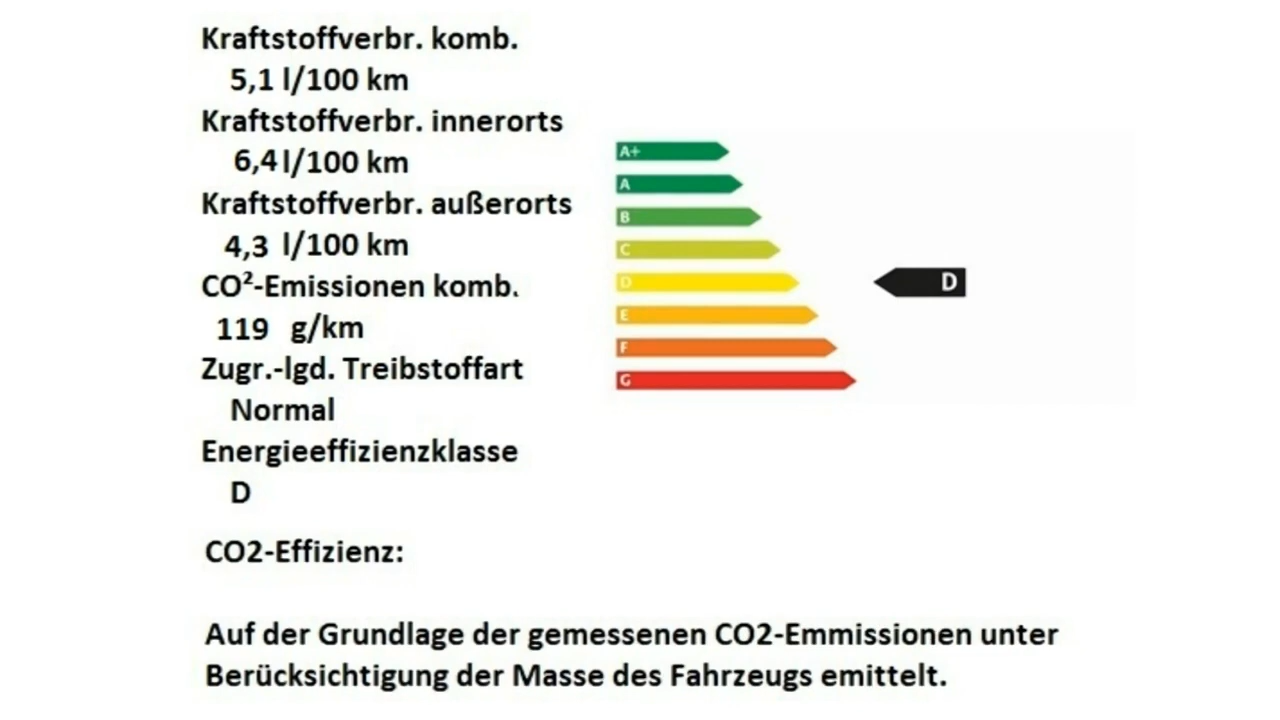 Kraftstoffverbr. komb.
5,1 l/100 km
Kraftstoffverbr. innerorts
6,4 l/100 km
Kraftstoffverbr. außerorts
4,3 l/100 km
CO²-Emissionen komb.
119 g/km
Zugr.-lgd. Treibstoffart
Normal
Energieeffizienzklasse
D
A+
A
B
C
D
E
F
G
D
CO2-Effizienz:
Auf der Grundlage der gemessenen CO2-Emmissionen unter
Berücksichtigung der Masse des Fahrzeugs emittelt.